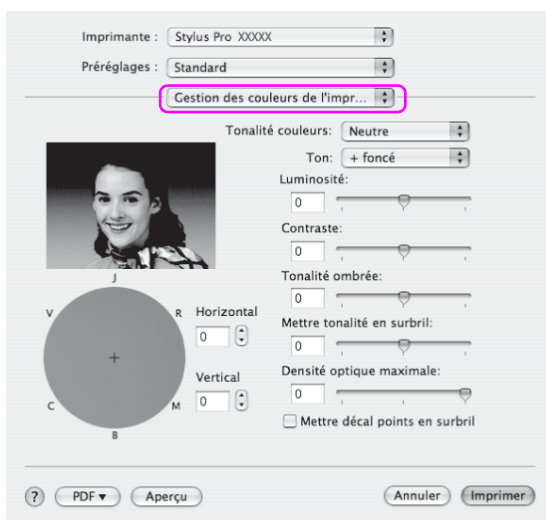 Imprimante : Stylus Pro XXXXX
Préréglages : Standard
Gestion des couleurs de l'impr...
Tonalité couleurs: Neutre
Ton: + foncé
Luminosité:
0
Contraste:
0
Tonalité ombrée:
0
Mettre tonalité en surbril:
0
Densité optique maximale:
0
Mettre décal points en surbril
J
V R
C M
B
Horizontal
0
Vertical
0
? PDF ▼ Aperçu Annuler Imprimer